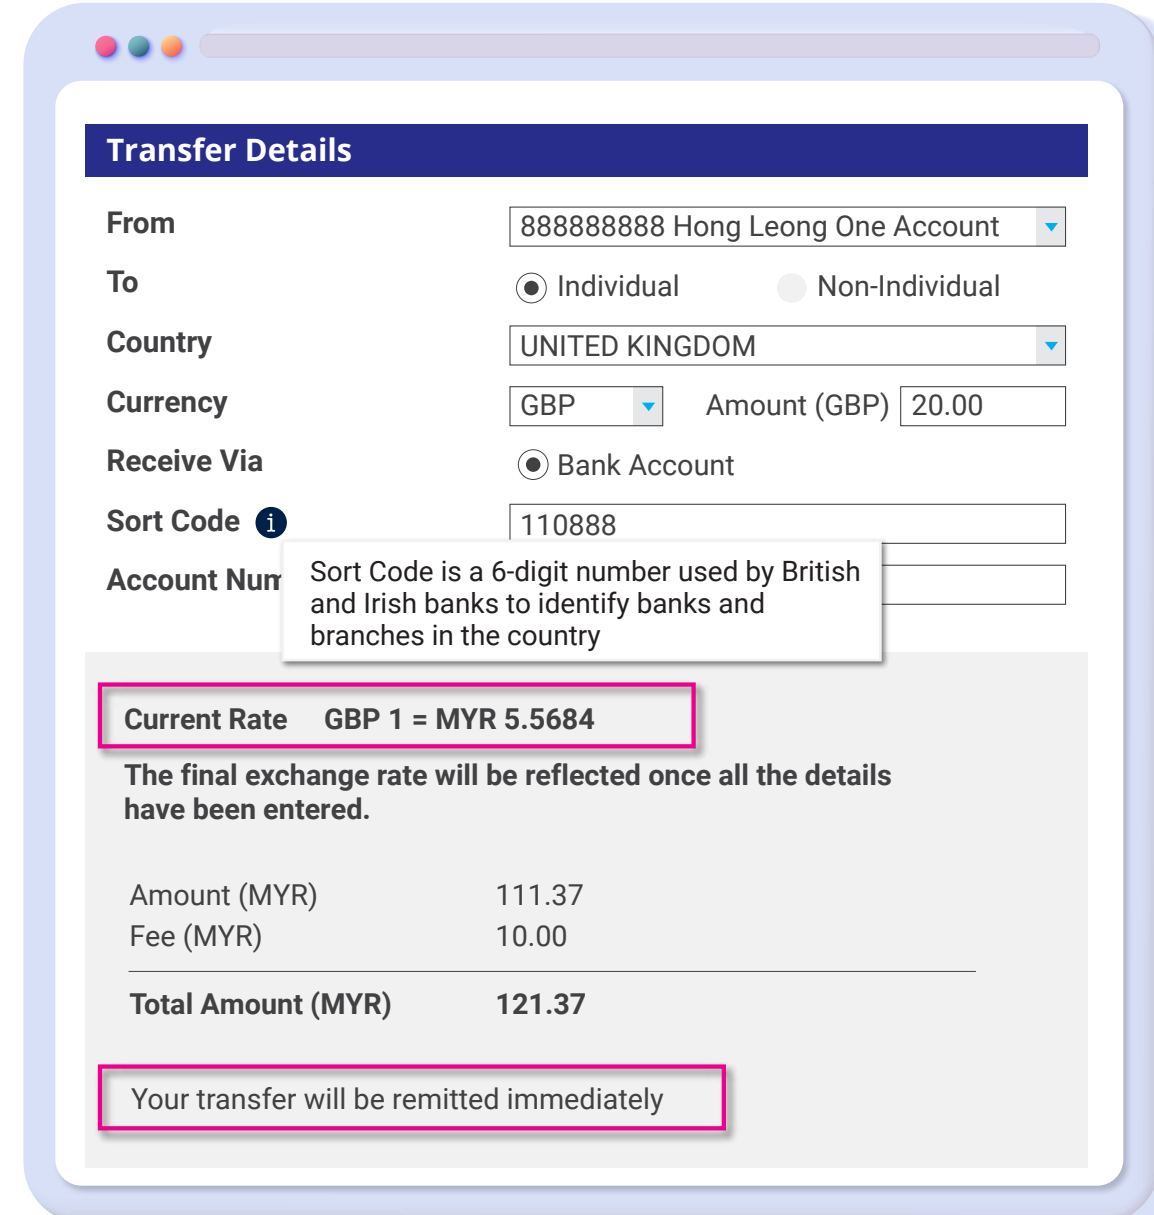 Transfer Details
From 888888888 Hong Leong One Account
To Individual Non-Individual
Country UNITED KINGDOM
Currency GBP Amount (GBP) 20.00
Receive Via Bank Account
Sort Code i 110888
Account Num
Sort Code is a 6-digit number used by British
and Irish banks to identify banks and
branches in the country
Current Rate GBP 1 = MYR 5.5684
The final exchange rate will be reflected once all the details
have been entered.
Amount (MYR) 111.37
Fee (MYR) 10.00
Total Amount (MYR) 121.37
Your transfer will be remitted immediately